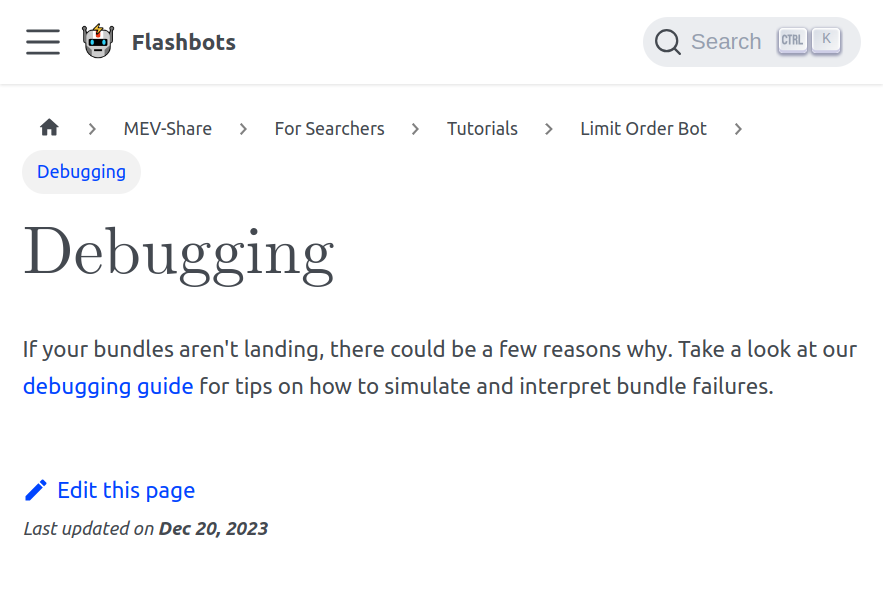 Flashbots
Search CTRL K
MEV-Share
For Searchers
Tutorials
Limit Order Bot
Debugging
Debugging
If your bundles aren't landing, there could be a few reasons why. Take a look at our
debugging guide for tips on how to simulate and interpret bundle failures.
Edit this page
Last updated on Dec 20, 2023